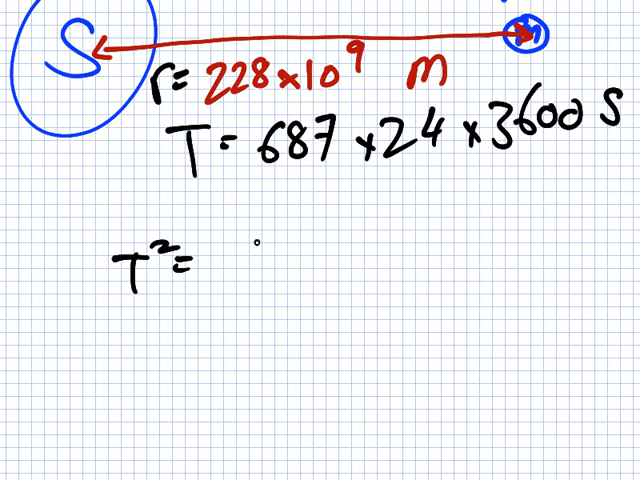 S m
r = 228×10⁹ m
T = 687 × 24 × 3600 s
T² =